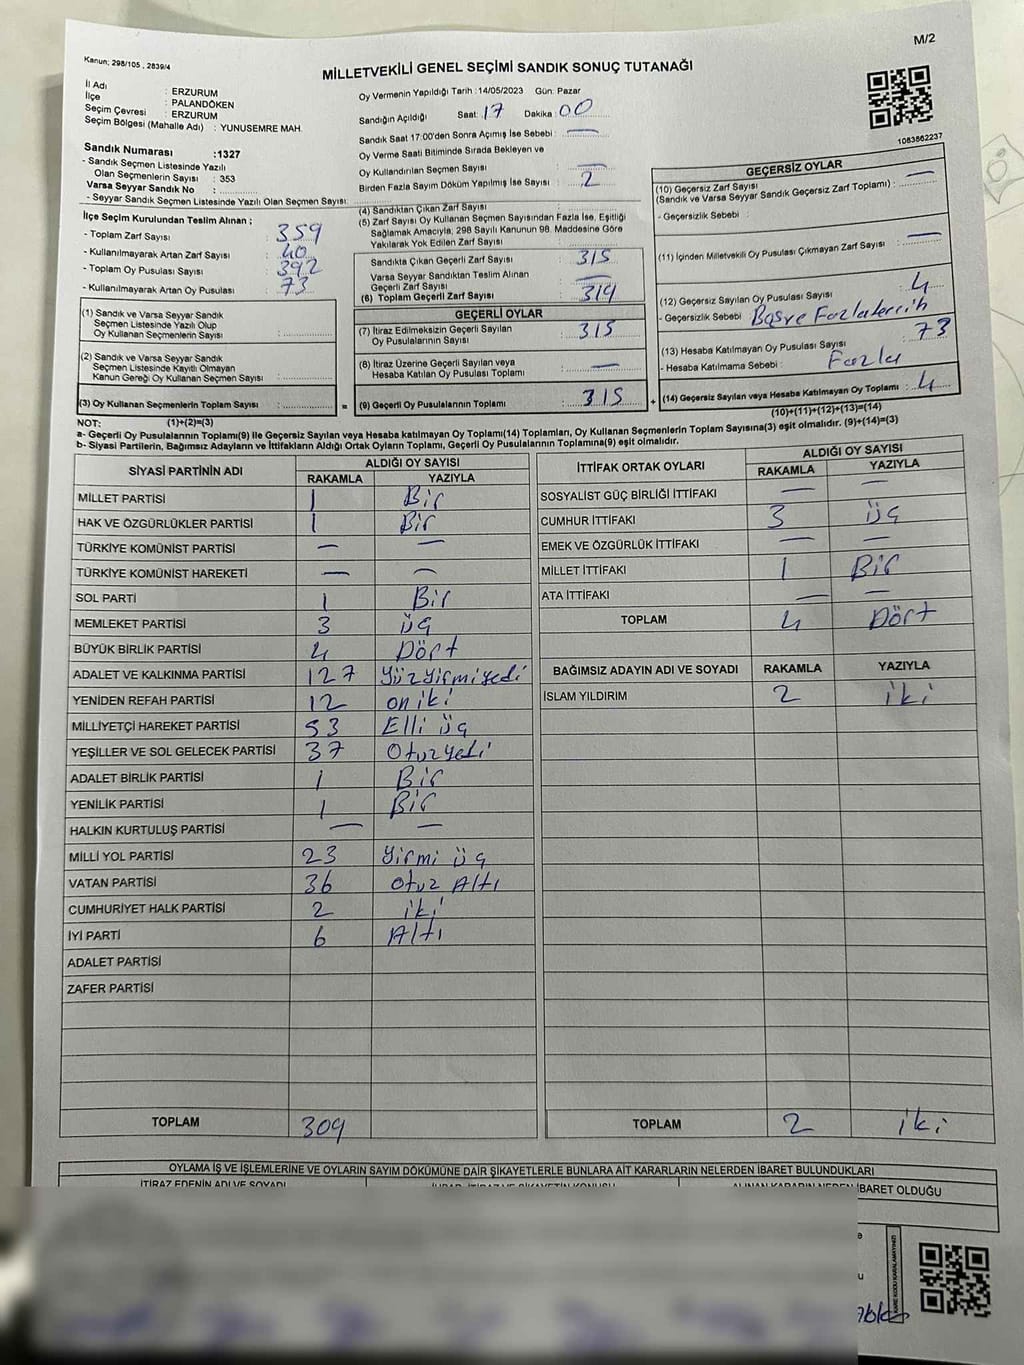 M/2
Kanun; 298/105 , 2839/4
MİLLETVEKİLİ GENEL SEÇİMİ SANDIK SONUÇ TUTANAĞI
İl Adı : ERZURUM
İlçe : PALANDÖKEN
Seçim Çevresi : ERZURUM
Seçim Bölgesi (Mahalle Adı) : YUNUSEMRE MAH.
Sandık Numarası :1327
- Sandık Seçmen Listesinde Yazılı
Olan Seçmenlerin Sayısı : 353
Varsa Seyyar Sandık No :
- Seyyar Sandık Seçmen Listesinde Yazılı Olan Seçmen Sayısı:
Oy Vermenin Yapıldığı Tarih :14/05/2023 Gün: Pazar
Sandığın Açıldığı Saat: 17 Dakika: 00
Sandık Saat 17:00'den Sonra Açımış İse Sebebi : —
Oy Verme Saati Bitiminde Sırada Bekleyen ve
Oy Kullandırılan Seçmen Sayısı : —
Birden Fazla Sayım Döküm Yapılmış İse Sayısı : 2
1083862237
İlçe Seçim Kurulundan Teslim Alınan ;
- Toplam Zarf Sayısı : 359
- Kullanılmayarak Artan Zarf Sayısı : 40
- Toplam Oy Pusulası Sayısı : 392
- Kullanılmayarak Artan Oy Pusulası : 73
(1) Sandık ve Varsa Seyyar Sandık
Seçmen Listesinde Yazılı Olup
Oy Kullanan Seçmenlerin Sayısı :
(2) Sandık ve Varsa Seyyar Sandık
Seçmen Listesinde Kayıtlı Olmayan
Kanun Gereği Oy Kullanan Seçmen Sayısı :
(3) Oy Kullanan Seçmenlerin Toplam Sayısı :
(1)+(2)=(3)
(4) Sandıktan Çıkan Zarf Sayısı :
(5) Zarf Sayısı Oy Kullanan Seçmen Sayısından Fazla İse, Eşitliği
Sağlamak Amacıyla, 298 Sayılı Kanunun 98. Maddesine Göre
Yakılarak Yok Edilen Zarf Sayısı :
Sandıkta Çıkan Geçerli Zarf Sayısı : 315
Varsa Seyyar Sandıktan Teslim Alınan
Geçerli Zarf Sayısı : —
(6) Toplam Geçerli Zarf Sayısı : 319
GEÇERLİ OYLAR
(7) İtiraz Edilmeksizin Geçerli Sayılan
Oy Pusulalarının Sayısı : 315
(8) İtiraz Üzerine Geçerli Sayılan veya
Hesaba Katılan Oy Pusulası Toplamı : —
= (9) Geçerli Oy Pusulalarının Toplamı : 315 +
GEÇERSİZ OYLAR
(10) Geçersiz Zarf Sayısı : —
(Sandık ve Varsa Seyyar Sandık Geçersiz Zarf Toplamı) :
- Geçersizlik Sebebi :
(11) İçinden Milletvekili Oy Pusulası Çıkmayan Zarf Sayısı : —
(12) Geçersiz Sayılan Oy Pusulası Sayısı : 4
- Geçersizlik Sebebi : Boş ve Fazla tercih
(13) Hesaba Katılmayan Oy Pusulası Sayısı : 73
- Hesaba Katılmama Sebebi : Fazla
(14) Geçersiz Sayılan veya Hesaba Katılmayan Oy Toplamı : 4
(10)+(11)+(12)+(13)=(14)
NOT:
a- Geçerli Oy Pusulalarının Toplamı(9) ile Geçersiz Sayılan veya Hesaba katılmayan Oy Toplamı(14) Toplamları, Oy Kullanan Seçmenlerin Toplam Sayısına(3) eşit olmalıdır. (9)+(14)=(3)
b- Siyasi Partilerin, Bağımsız Adayların ve İttifakların Aldığı Ortak Oyların Toplamı, Geçerli Oy Pusulalarının Toplamına(9) eşit olmalıdır.
SİYASİ PARTİNİN ADI ALDIĞI OY SAYISI
RAKAMLA YAZIYLA
MİLLET PARTİSİ 1 Bir
HAK VE ÖZGÜRLÜKLER PARTİSİ 1 Bir
TÜRKİYE KOMÜNİST PARTİSİ — —
TÜRKİYE KOMÜNİST HAREKETİ — —
SOL PARTİ 1 Bir
MEMLEKET PARTİSİ 3 üç
BÜYÜK BİRLİK PARTİSİ 4 Dört
ADALET VE KALKINMA PARTİSİ 127 Yüzyirmiyedi
YENİDEN REFAH PARTİSİ 12 on iki
MİLLİYETÇİ HAREKET PARTİSİ 53 Elli üç
YEŞİLLER VE SOL GELECEK PARTİSİ 37 Otuzyedi
ADALET BİRLİK PARTİSİ 1 Bir
YENİLİK PARTİSİ 1 Bir
HALKIN KURTULUŞ PARTİSİ — —
MİLLİ YOL PARTİSİ 23 Yirmi üç
VATAN PARTİSİ 36 Otuz Altı
CUMHURİYET HALK PARTİSİ 2 iki
İYİ PARTİ 6 Altı
ADALET PARTİSİ
ZAFER PARTİSİ
TOPLAM 309
İTTİFAK ORTAK OYLARI ALDIĞI OY SAYISI
RAKAMLA YAZIYLA
SOSYALİST GÜÇ BİRLİĞİ İTTİFAKI — —
CUMHUR İTTİFAKI 3 üç
EMEK VE ÖZGÜRLÜK İTTİFAKI — —
MİLLET İTTİFAKI 1 Bir
ATA İTTİFAKI — —
TOPLAM 4 Dört
BAĞIMSIZ ADAYIN ADI VE SOYADI RAKAMLA YAZIYLA
İSLAM YILDIRIM 2 iki
TOPLAM 2 iki
OYLAMA İŞ VE İŞLEMLERİNE VE OYLARIN SAYIM DÖKÜMÜNE DAİR ŞİKAYETLERLE BUNLARA AİT KARARLARIN NELERDEN İBARET BULUNDUKLARI
İTİRAZ EDENİN ADI VE SOYADI
ALINAN KARARIN NEDEN İBARET OLDUĞU